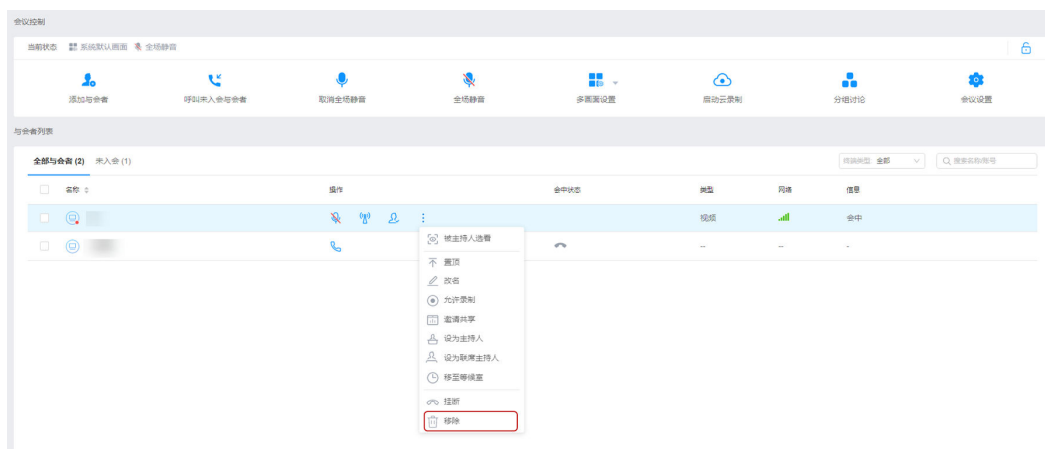 会议控制
当前状态 系统默认画面 全场静音
添加与会者 呼叫未入会与会者 取消全场静音 全场静音 多画面设置 启动云录制 分组讨论 会议设置
与会者列表
全部与会者 (2) 未入会 (1) 终端类型: 全部 搜索名称/账号
名称 操作 会中状态 类型 网络 信息
视频 会中
-- -- -
被主持人选看
置顶
改名
允许录制
邀请共享
设为主持人
设为联席主持人
移至等候室
挂断
移除